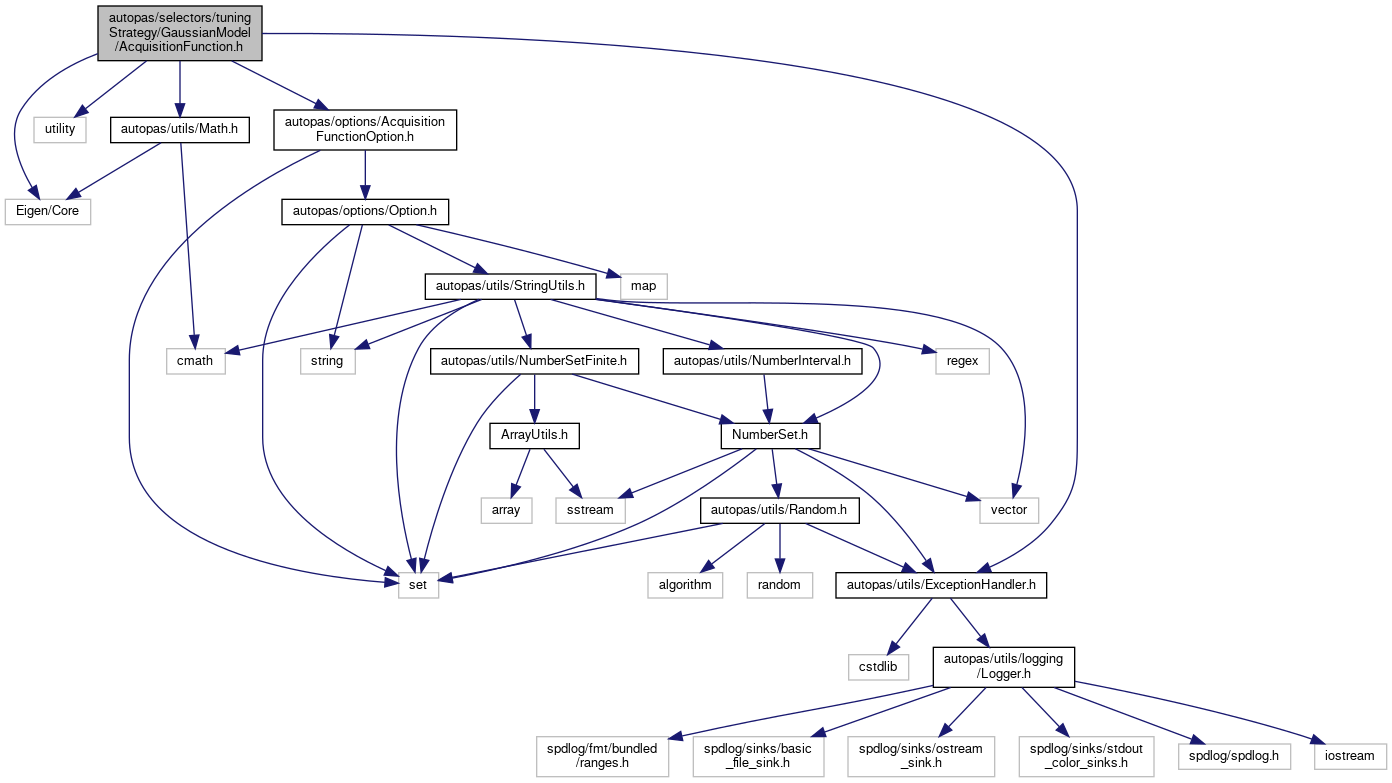 autopas/selectors/tuning
Strategy/GaussianModel
/AcquisitionFunction.h
utility
autopas/utils/Math.h
autopas/options/Acquisition
FunctionOption.h
Eigen/Core
autopas/options/Option.h
autopas/utils/StringUtils.h
map
cmath
string
autopas/utils/NumberSetFinite.h
autopas/utils/NumberInterval.h
regex
ArrayUtils.h
NumberSet.h
array
sstream
autopas/utils/Random.h
vector
set
algorithm
random
autopas/utils/ExceptionHandler.h
cstdlib
autopas/utils/logging
/Logger.h
spdlog/fmt/bundled
/ranges.h
spdlog/sinks/basic
_file_sink.h
spdlog/sinks/ostream
_sink.h
spdlog/sinks/stdout
_color_sinks.h
spdlog/spdlog.h
iostream